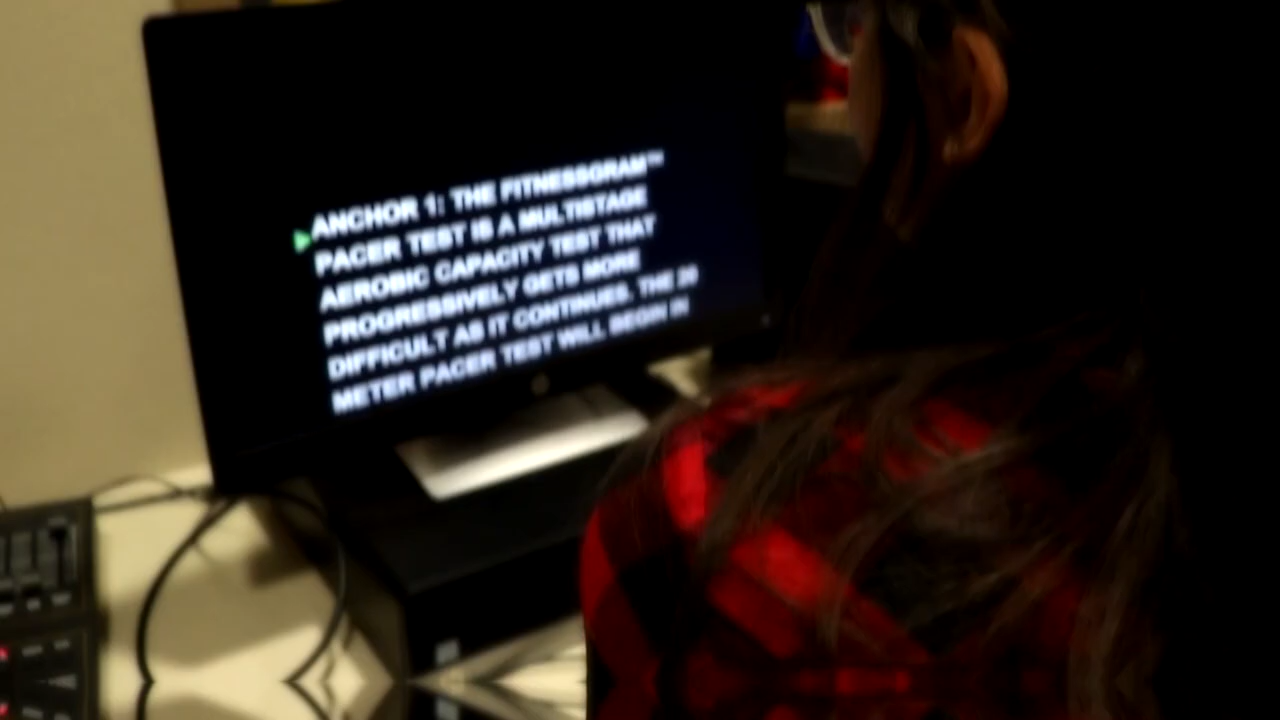 ANCHOR 1: THE FITNESSGRAM™
PACER TEST IS A MULTISTAGE
AEROBIC CAPACITY TEST THAT
PROGRESSIVELY GETS MORE
DIFFICULT AS IT CONTINUES. THE 20
METER PACER TEST WILL BEGIN IN